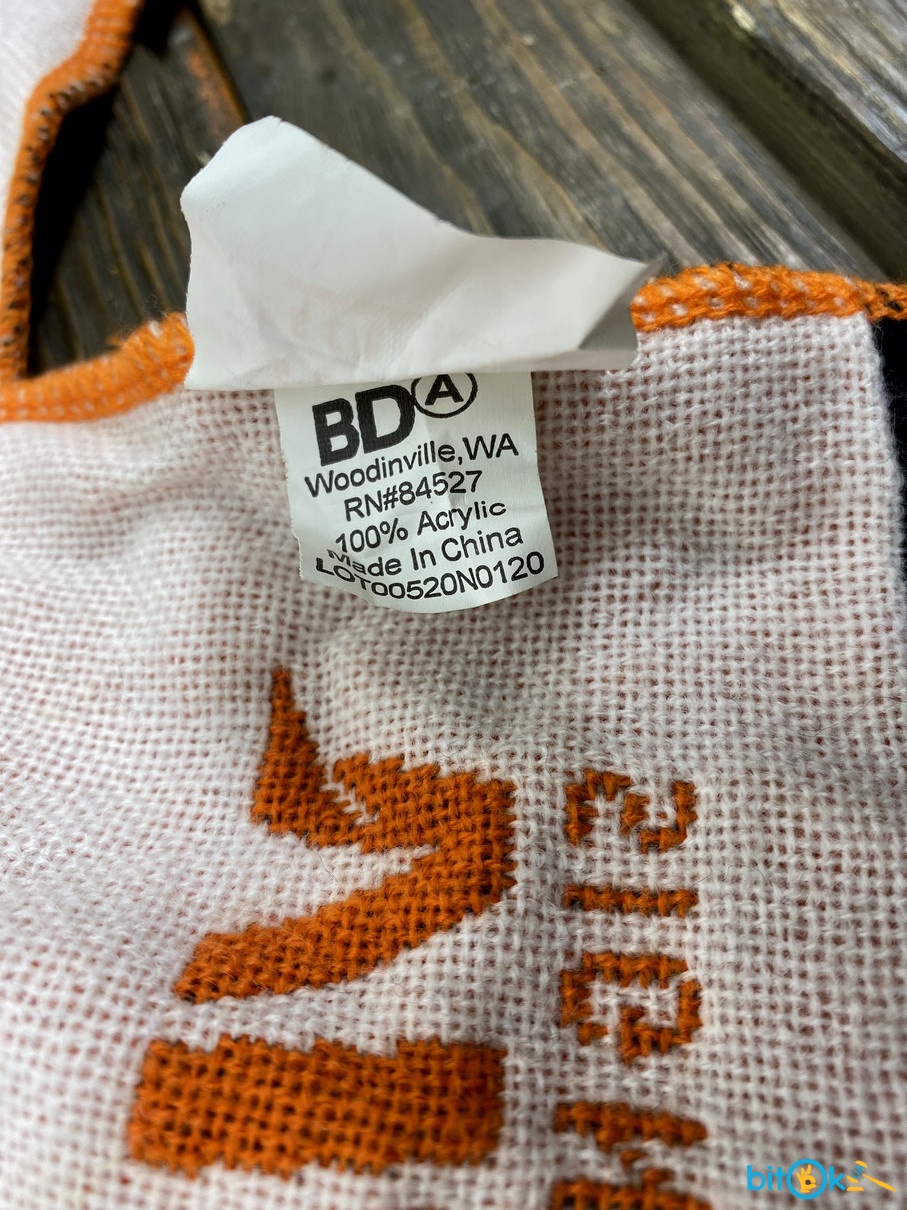 BDA
Woodinville,WA
RN#84527
100% Acrylic
Made In China
LOT00520N0120
bitOk